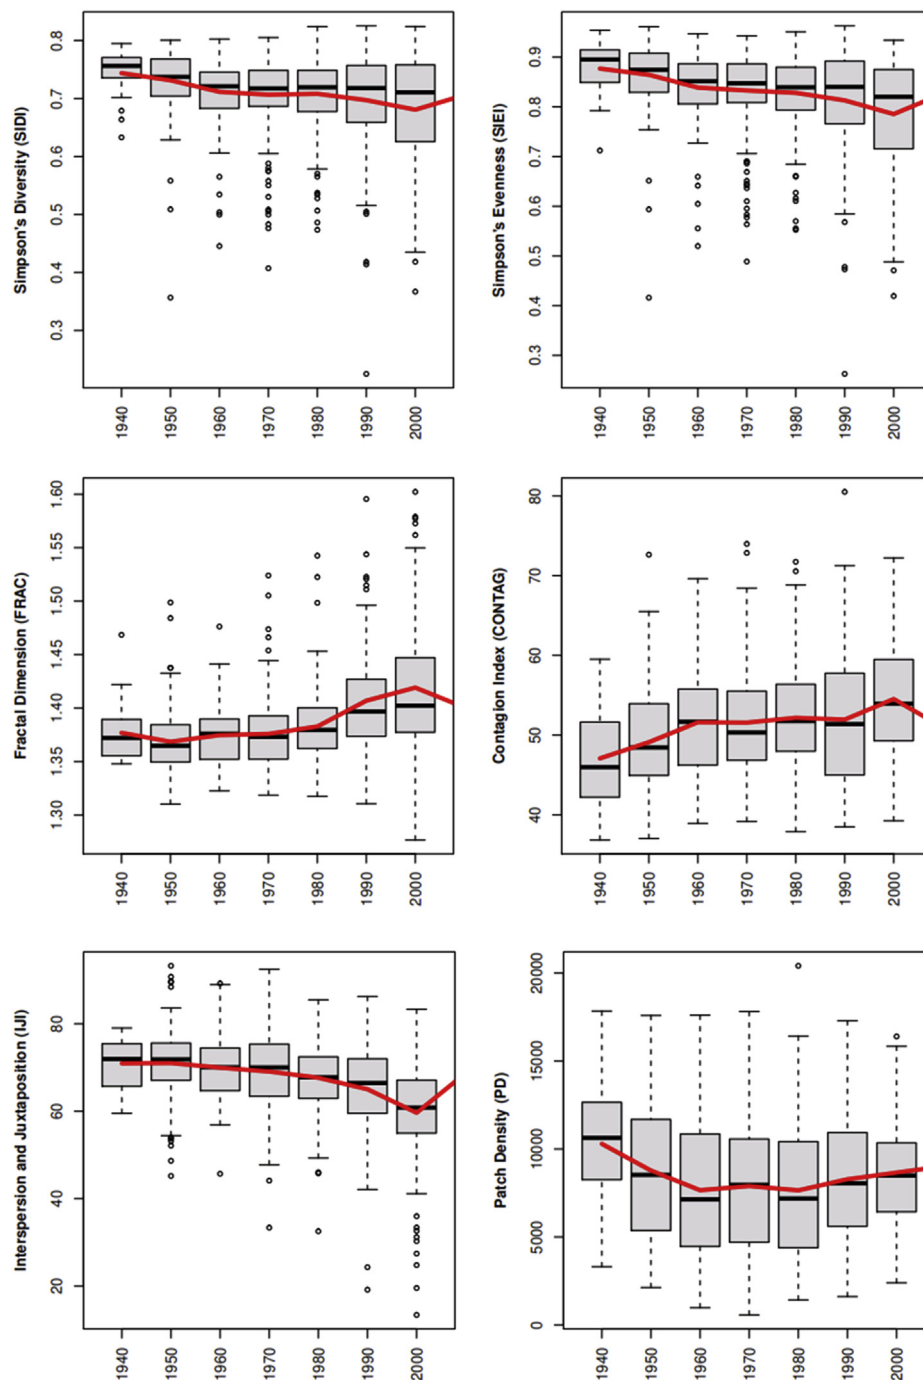 Simpson's Diversity (SIDI)
0.3 0.4 0.5 0.6 0.7 0.8
1940 1950 1960 1970 1980 1990 2000
Simpson's Evenness (SIEI)
0.3 0.4 0.5 0.6 0.7 0.8 0.9
1940 1950 1960 1970 1980 1990 2000
Fractal Dimension (FRAC)
1.30 1.35 1.40 1.45 1.50 1.55 1.60
1940 1950 1960 1970 1980 1990 2000
Contagion Index (CONTAG)
40 50 60 70 80
1940 1950 1960 1970 1980 1990 2000
Interspersion and Juxtaposition (IJI)
20 40 60 80
1940 1950 1960 1970 1980 1990 2000
Patch Density (PD)
0 5000 10000 15000 20000
1940 1950 1960 1970 1980 1990 2000